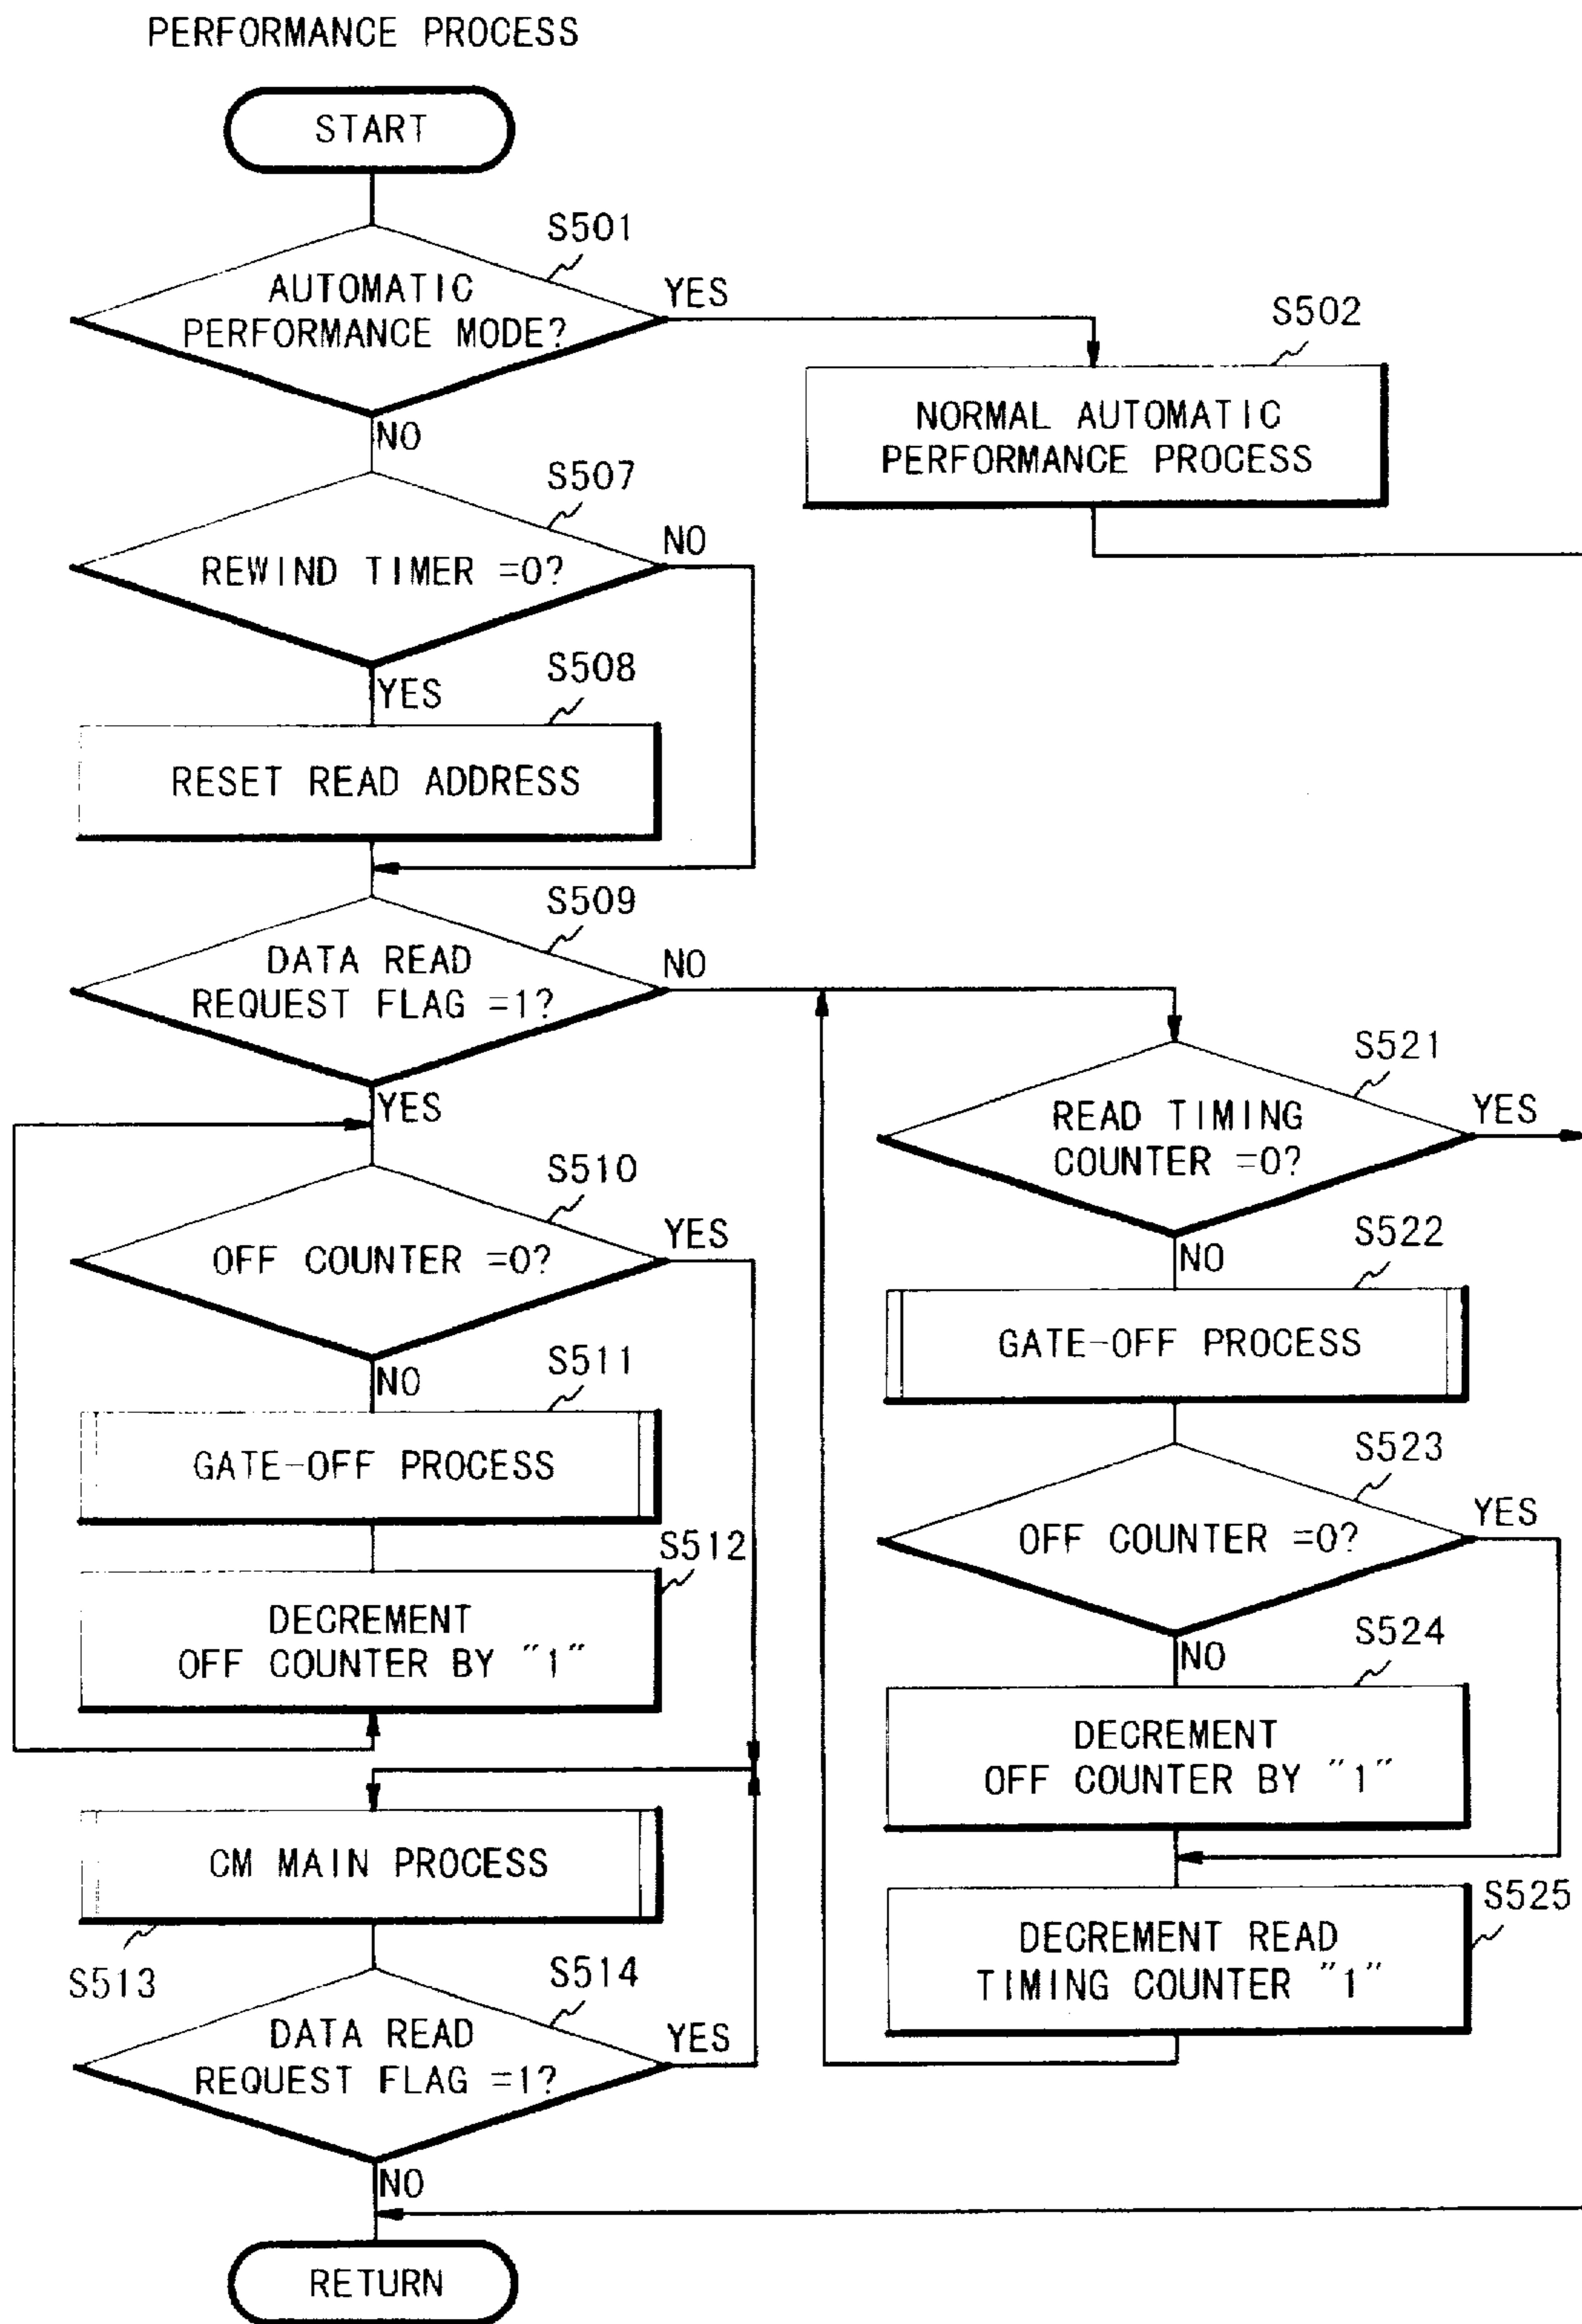 PERFORMANCE PROCESS
START
S501
AUTOMATIC
PERFORMANCE MODE?
YES
NO
S502
NORMAL AUTOMATIC
PERFORMANCE PROCESS
S507
REWIND TIMER =0?
NO
YES
S508
RESET READ ADDRESS
S509
DATA READ
REQUEST FLAG =1?
NO
YES
S510
OFF COUNTER =0?
YES
NO
S511
GATE-OFF PROCESS
S512
DECREMENT
OFF COUNTER BY "1"
CM MAIN PROCESS
S513
S514
DATA READ
REQUEST FLAG =1?
YES
NO
RETURN
S521
READ TIMING
COUNTER =0?
YES
NO
S522
GATE-OFF PROCESS
S523
OFF COUNTER =0?
YES
NO
S524
DECREMENT
OFF COUNTER BY "1"
S525
DECREMENT READ
TIMING COUNTER "1"